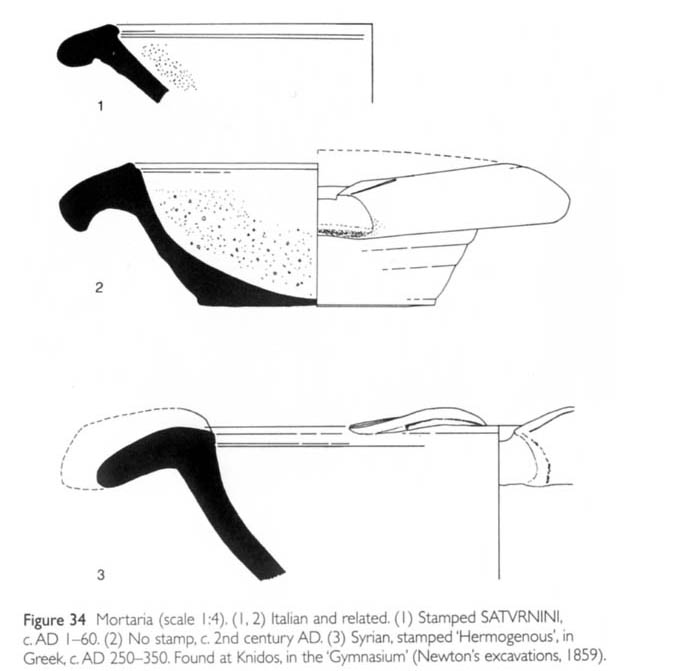 1
2
3
Figure 34 Mortaria (scale 1:4). (1, 2) Italian and related. (1) Stamped SATVRNINI,
c. AD 1–60. (2) No stamp, c. 2nd century AD. (3) Syrian, stamped ‘Hermogenous’, in
Greek, c. AD 250–350. Found at Knidos, in the ‘Gymnasium’ (Newton’s excavations, 1859).